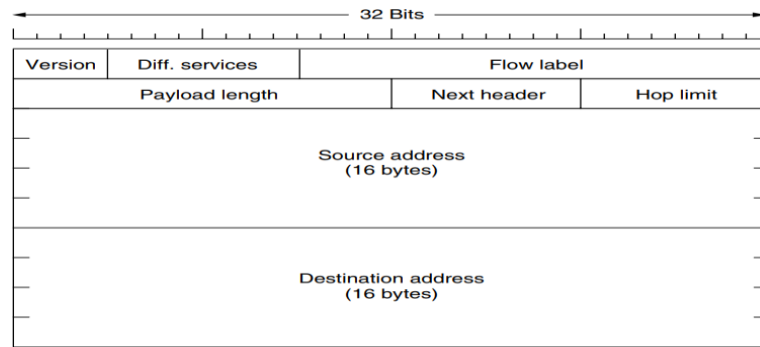 32 Bits
Version Diff. services Flow label
Payload length Next header Hop limit
Source address
(16 bytes)
Destination address
(16 bytes)